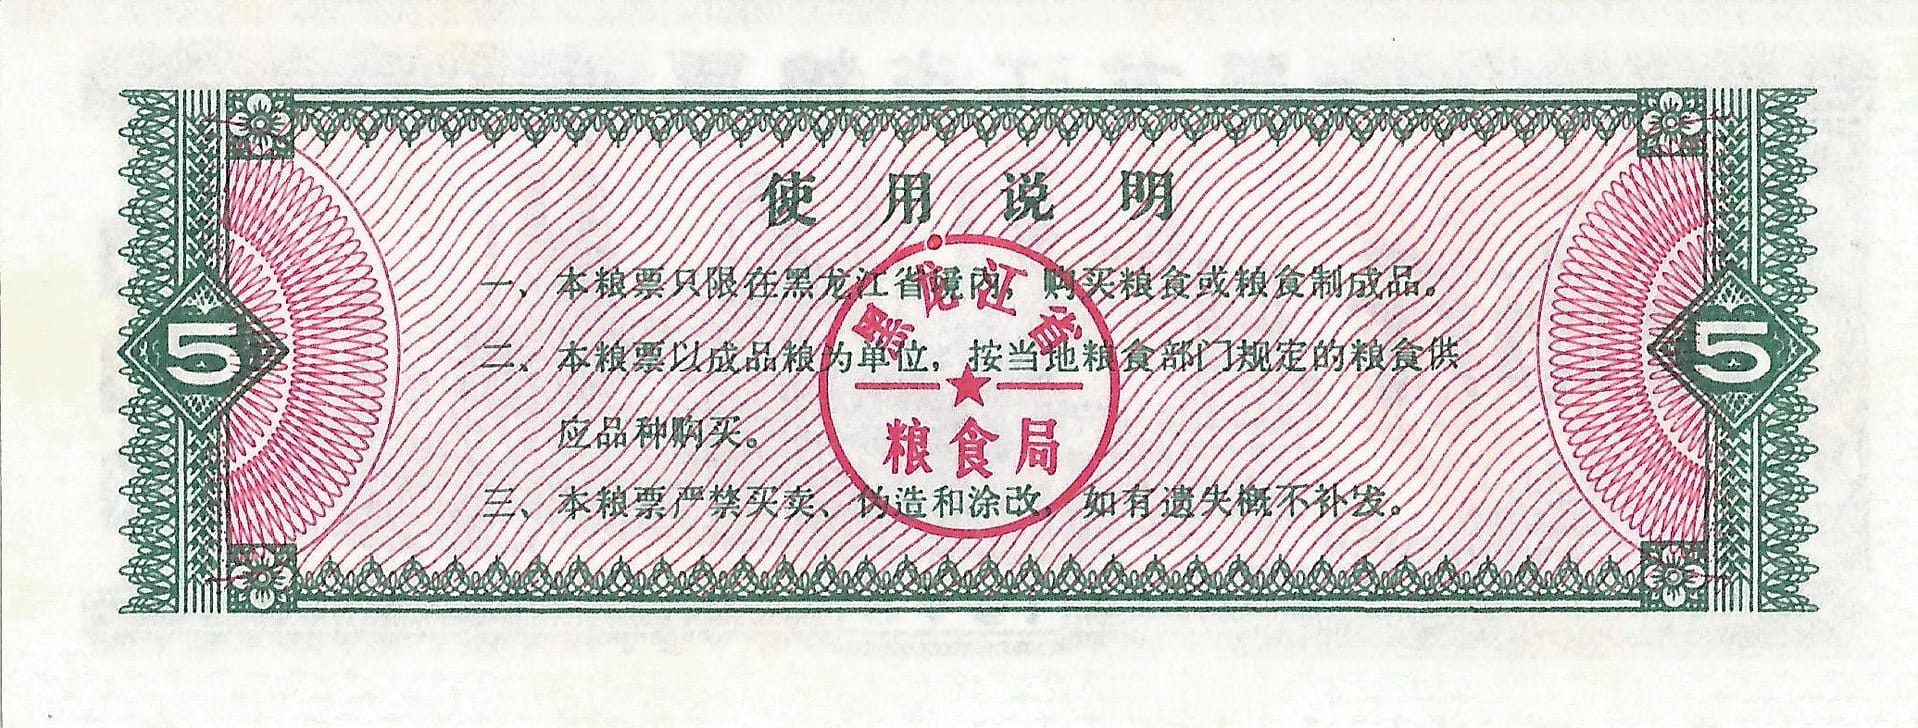 使用说明
一、本粮票只限在黑龙江省境内，购买粮食或粮食制成品。
二、本粮票以成品粮为单位，按当地粮食部门规定的粮食供
应品种购买。
三、本粮票严禁买卖、伪造和涂改，如有遗失概不补发。
黑龙江省
粮食局
5
5